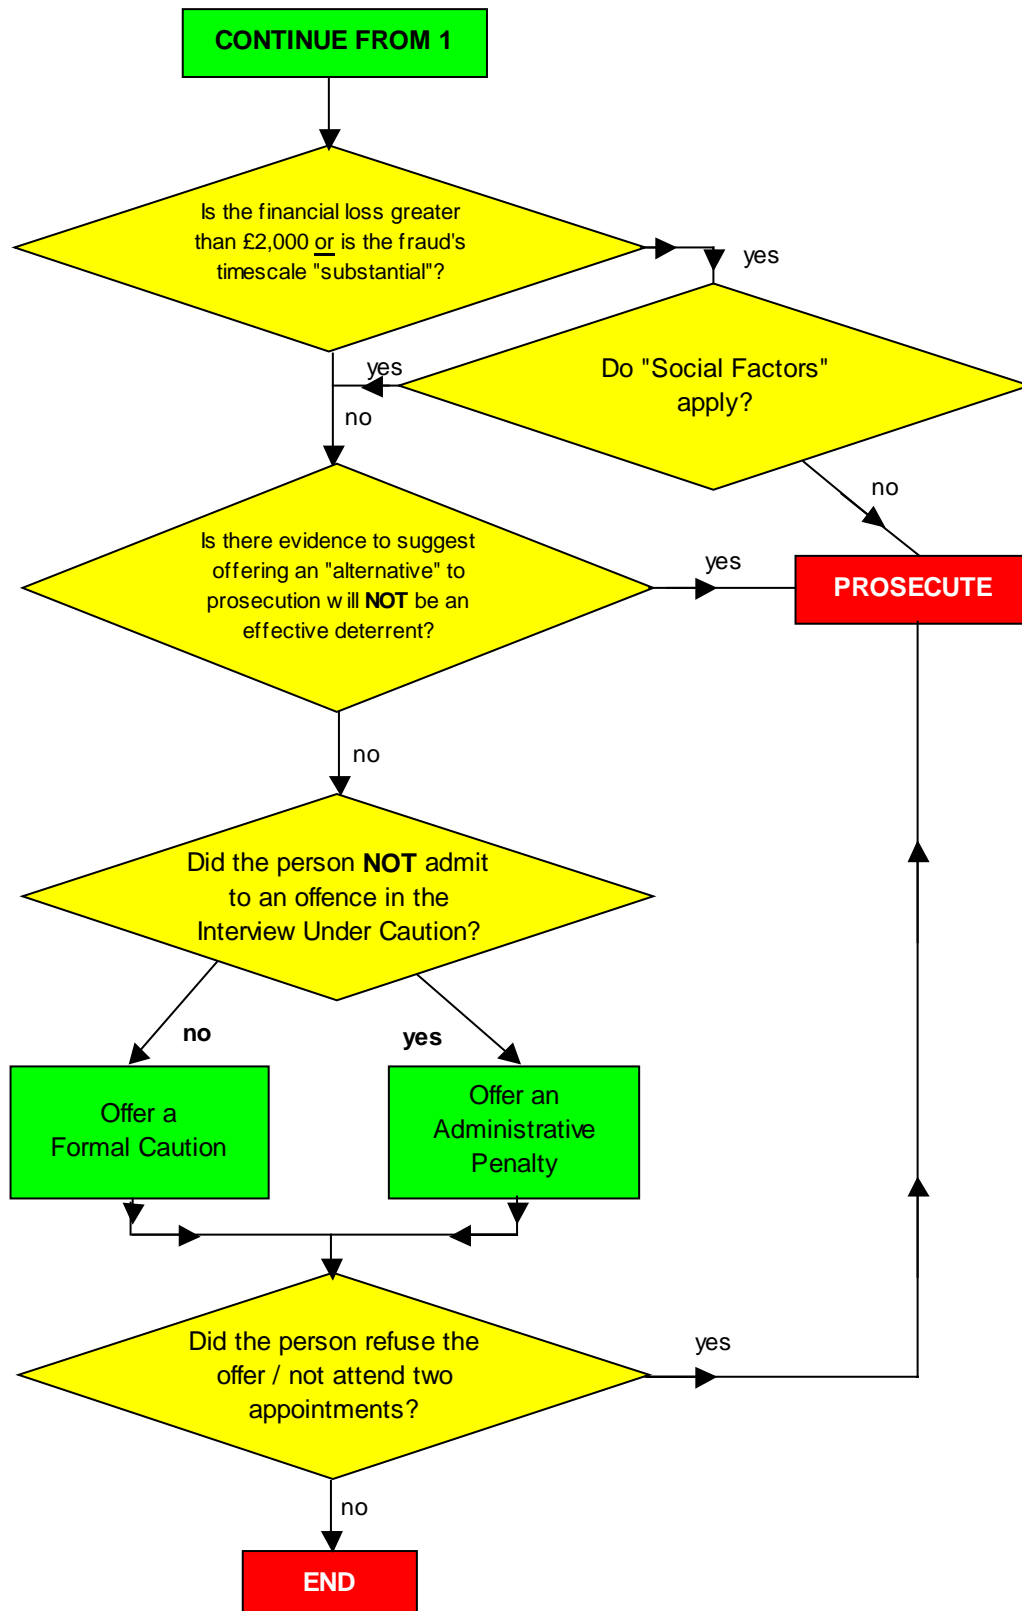 CONTINUE FROM 1
Is the financial loss greater
than £2,000 or is the fraud's
timescale "substantial"?
yes
Do "Social Factors"
apply?
yes
no
no
Is there evidence to suggest
offering an "alternative" to
prosecution will NOT be an
effective deterrent?
yes
PROSECUTE
no
Did the person NOT admit
to an offence in the
Interview Under Caution?
no
yes
Offer a
Formal Caution
Offer an
Administrative
Penalty
Did the person refuse the
offer / not attend two
appointments?
yes
no
END